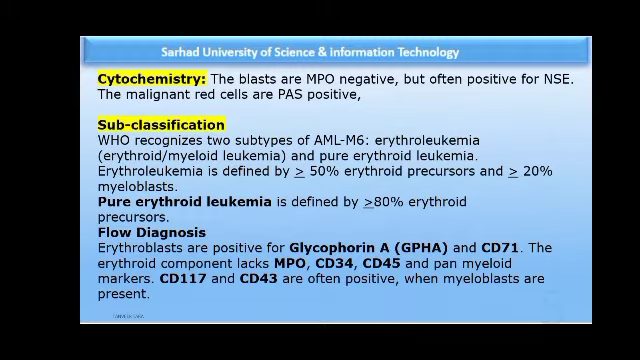 Sarhad University of Science & information Technology
Cytochemistry: The blasts are MPO negative, but often positive for NSE.
The malignant red cells are PAS positive,
Sub-classification
WHO recognizes two subtypes of AML-M6: erythroleukemia
(erythroid/myeloid leukemia) and pure erythroid leukemia.
Erythroleukemia is defined by > 50% erythroid precursors and > 20%
myeloblasts.
Pure erythroid leukemia is defined by >80% erythroid
precursors.
Flow Diagnosis
Erythroblasts are positive for Glycophorin A (GPHA) and CD71. The
erythroid component lacks MPO, CD34, CD45 and pan myeloid
markers. CD117 and CD43 are often positive, when myeloblasts are
present.